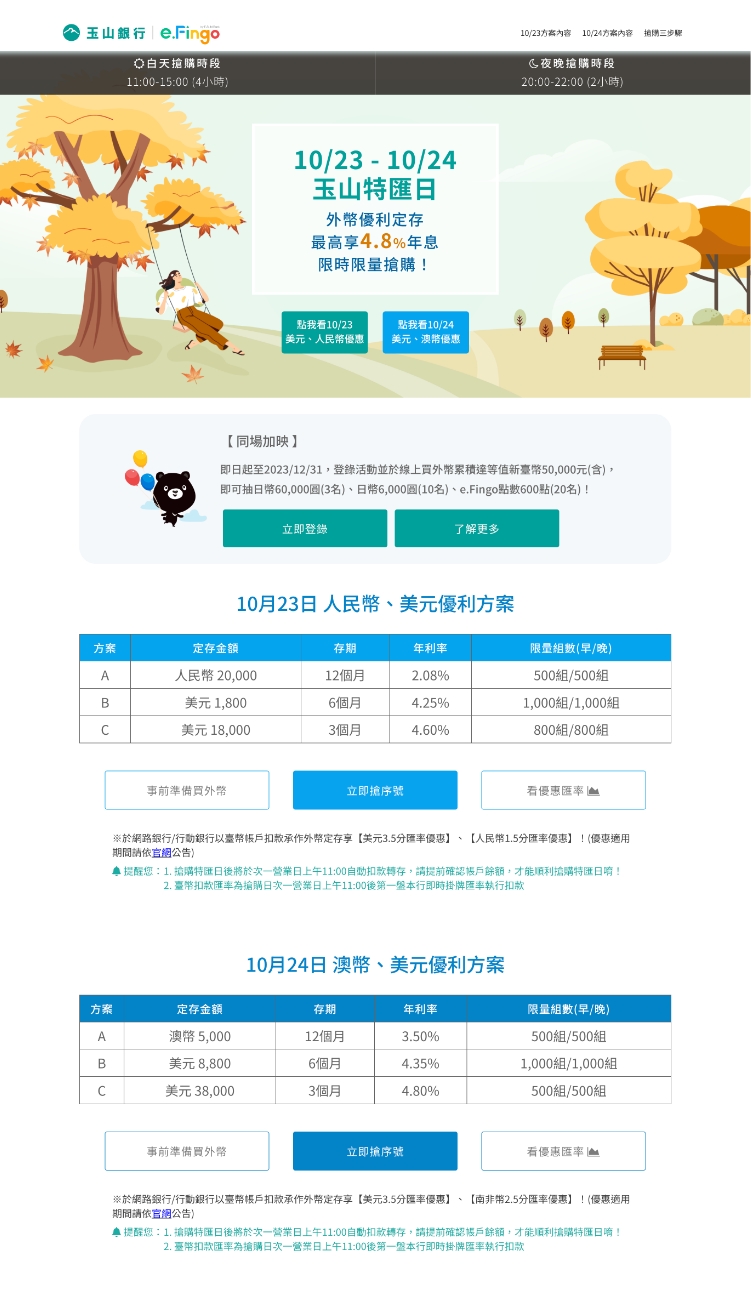 玉山銀行 e.Fingo
10/23方案內容 10/24方案內容 搶購三步驟
白天搶購時段
11:00-15:00 (4小時)
夜晚搶購時段
20:00-22:00 (2小時)
10/23 - 10/24
玉山特匯日
外幣優利定存
最高享4.8%年息
限時限量搶購！
點我看10/23
美元、人民幣優惠
點我看10/24
美元、澳幣優惠
【 同場加映 】
即日起至2023/12/31，登錄活動並於線上買外幣累積達等值新臺幣50,000元(含)，
即可抽日幣60,000圓(3名)、日幣6,000圓(10名)、e.Fingo點數600點(20名)！
立即登錄 了解更多
10月23日 人民幣、美元優利方案
方案 定存金額 存期 年利率 限量組數(早/晚)
A 人民幣 20,000 12個月 2.08% 500組/500組
B 美元 1,800 6個月 4.25% 1,000組/1,000組
C 美元 18,000 3個月 4.60% 800組/800組
事前準備買外幣 立即搶序號 看優惠匯率
※於網路銀行/行動銀行以臺幣帳戶扣款承作外幣定存享【美元3.5分匯率優惠】、【人民幣1.5分匯率優惠】！(優惠適用
期間請依官網公告)
提醒您：1. 搶購特匯日後將於次一營業日上午11:00自動扣款轉存，請提前確認帳戶餘額，才能順利搶購特匯日唷！
2. 臺幣扣款匯率為搶購日次一營業日上午11:00後第一盤本行即時掛牌匯率執行扣款
10月24日 澳幣、美元優利方案
方案 定存金額 存期 年利率 限量組數(早/晚)
A 澳幣 5,000 12個月 3.50% 500組/500組
B 美元 8,800 6個月 4.35% 1,000組/1,000組
C 美元 38,000 3個月 4.80% 500組/500組
事前準備買外幣 立即搶序號 看優惠匯率
※於網路銀行/行動銀行以臺幣帳戶扣款承作外幣定存享【美元3.5分匯率優惠】、【南非幣2.5分匯率優惠】！(優惠適用
期間請依官網公告)
提醒您：1. 搶購特匯日後將於次一營業日上午11:00自動扣款轉存，請提前確認帳戶餘額，才能順利搶購特匯日唷！
2. 臺幣扣款匯率為搶購日次一營業日上午11:00後第一盤本行即時掛牌匯率執行扣款